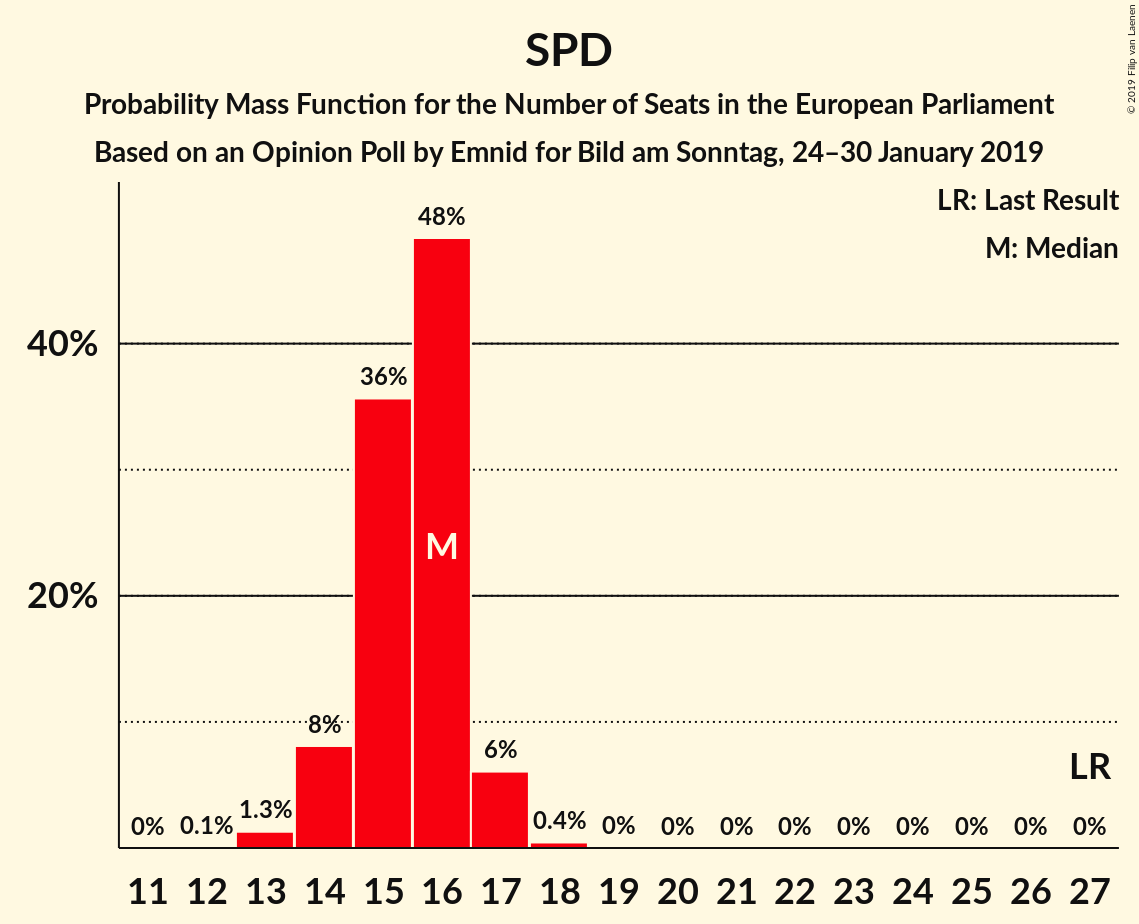 SPD
Probability Mass Function for the Number of Seats in the European Parliament
Based on an Opinion Poll by Emnid for Bild am Sonntag, 24–30 January 2019
© 2019 Filip van Laenen
LR: Last Result
M: Median
48%
40%
36%
M
20%
8%
6%
LR
0% 0.1% 1.3% 0.4% 0% 0% 0% 0% 0% 0% 0% 0% 0%
11 12 13 14 15 16 17 18 19 20 21 22 23 24 25 26 27